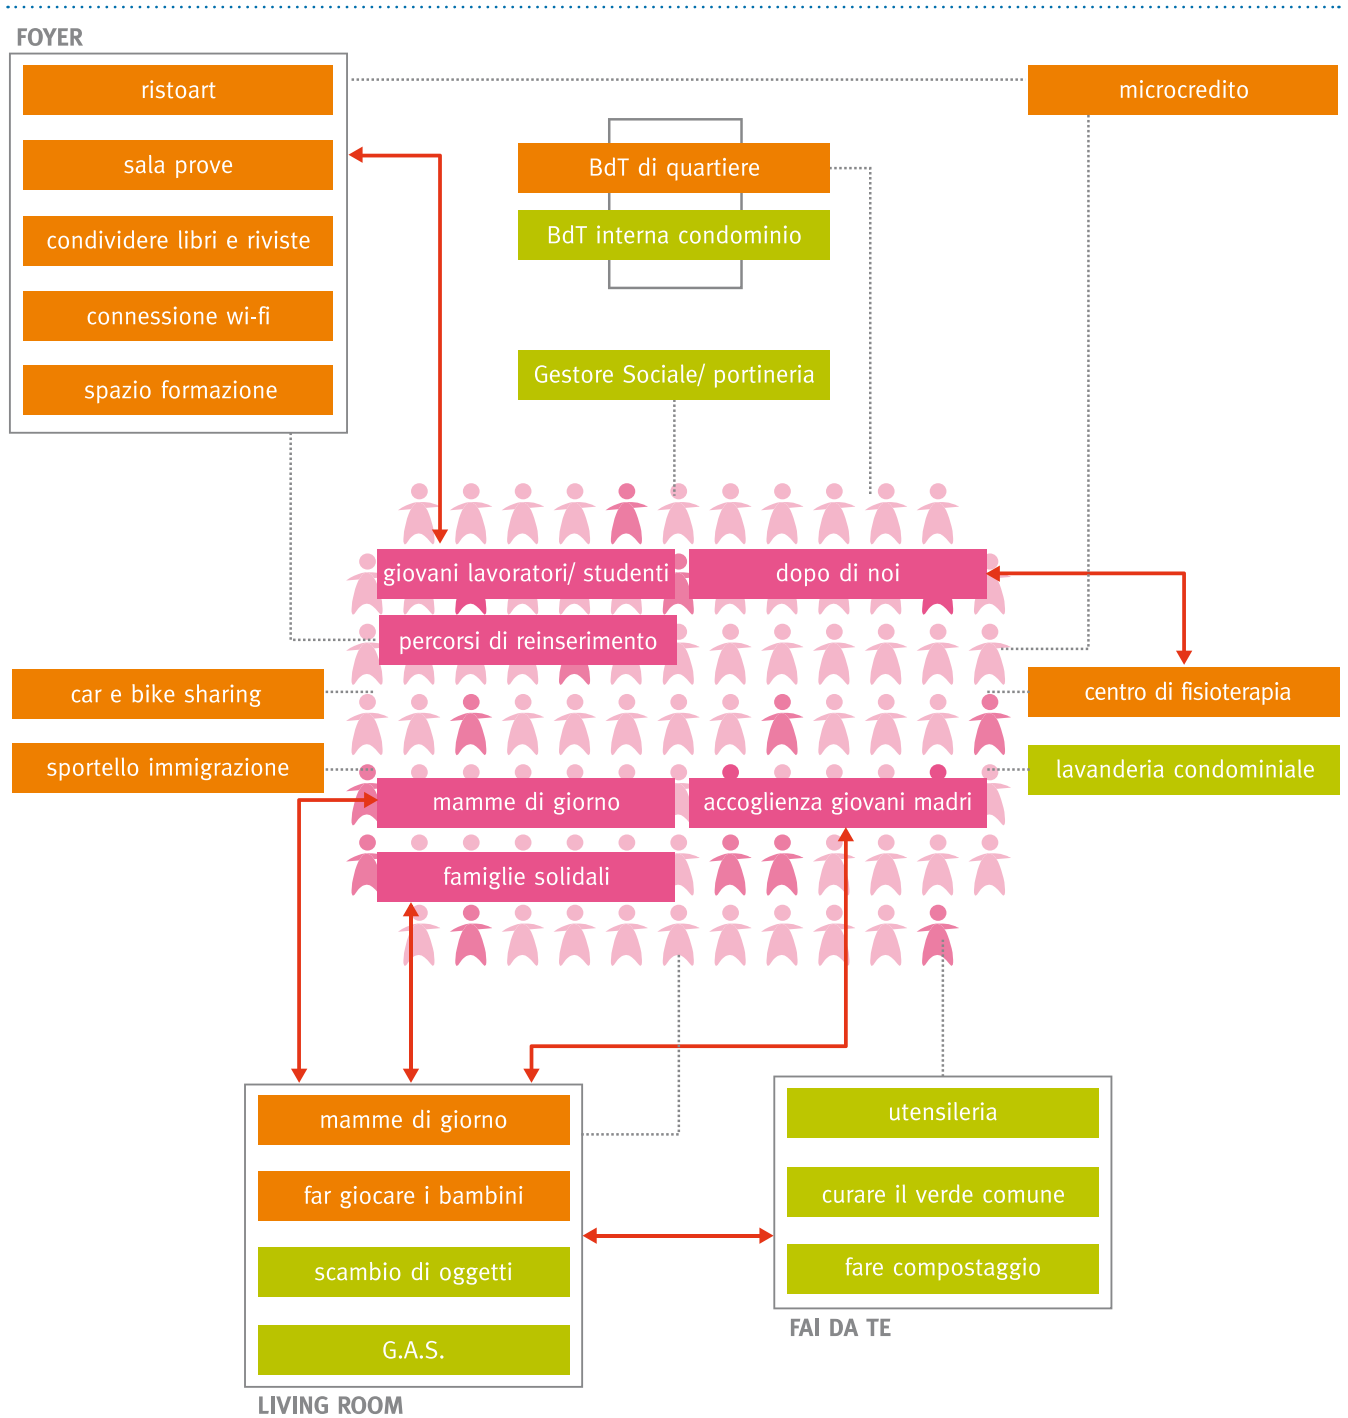 FOYER
ristoart
microcredito
sala prove
BdT di quartiere
condividere libri e riviste
BdT interna condominio
connessione wi-fi
spazio formazione
Gestore Sociale/ portineria
giovani lavoratori/ studenti
dopo di noi
percorsi di reinserimento
car e bike sharing
centro di fisioterapia
sportello immigrazione
lavanderia condominiale
mamme di giorno
accoglienza giovani madri
famiglie solidali
mamme di giorno
far giocare i bambini
scambio di oggetti
G.A.S.
LIVING ROOM
utensileria
curare il verde comune
fare compostaggio
FAI DA TE